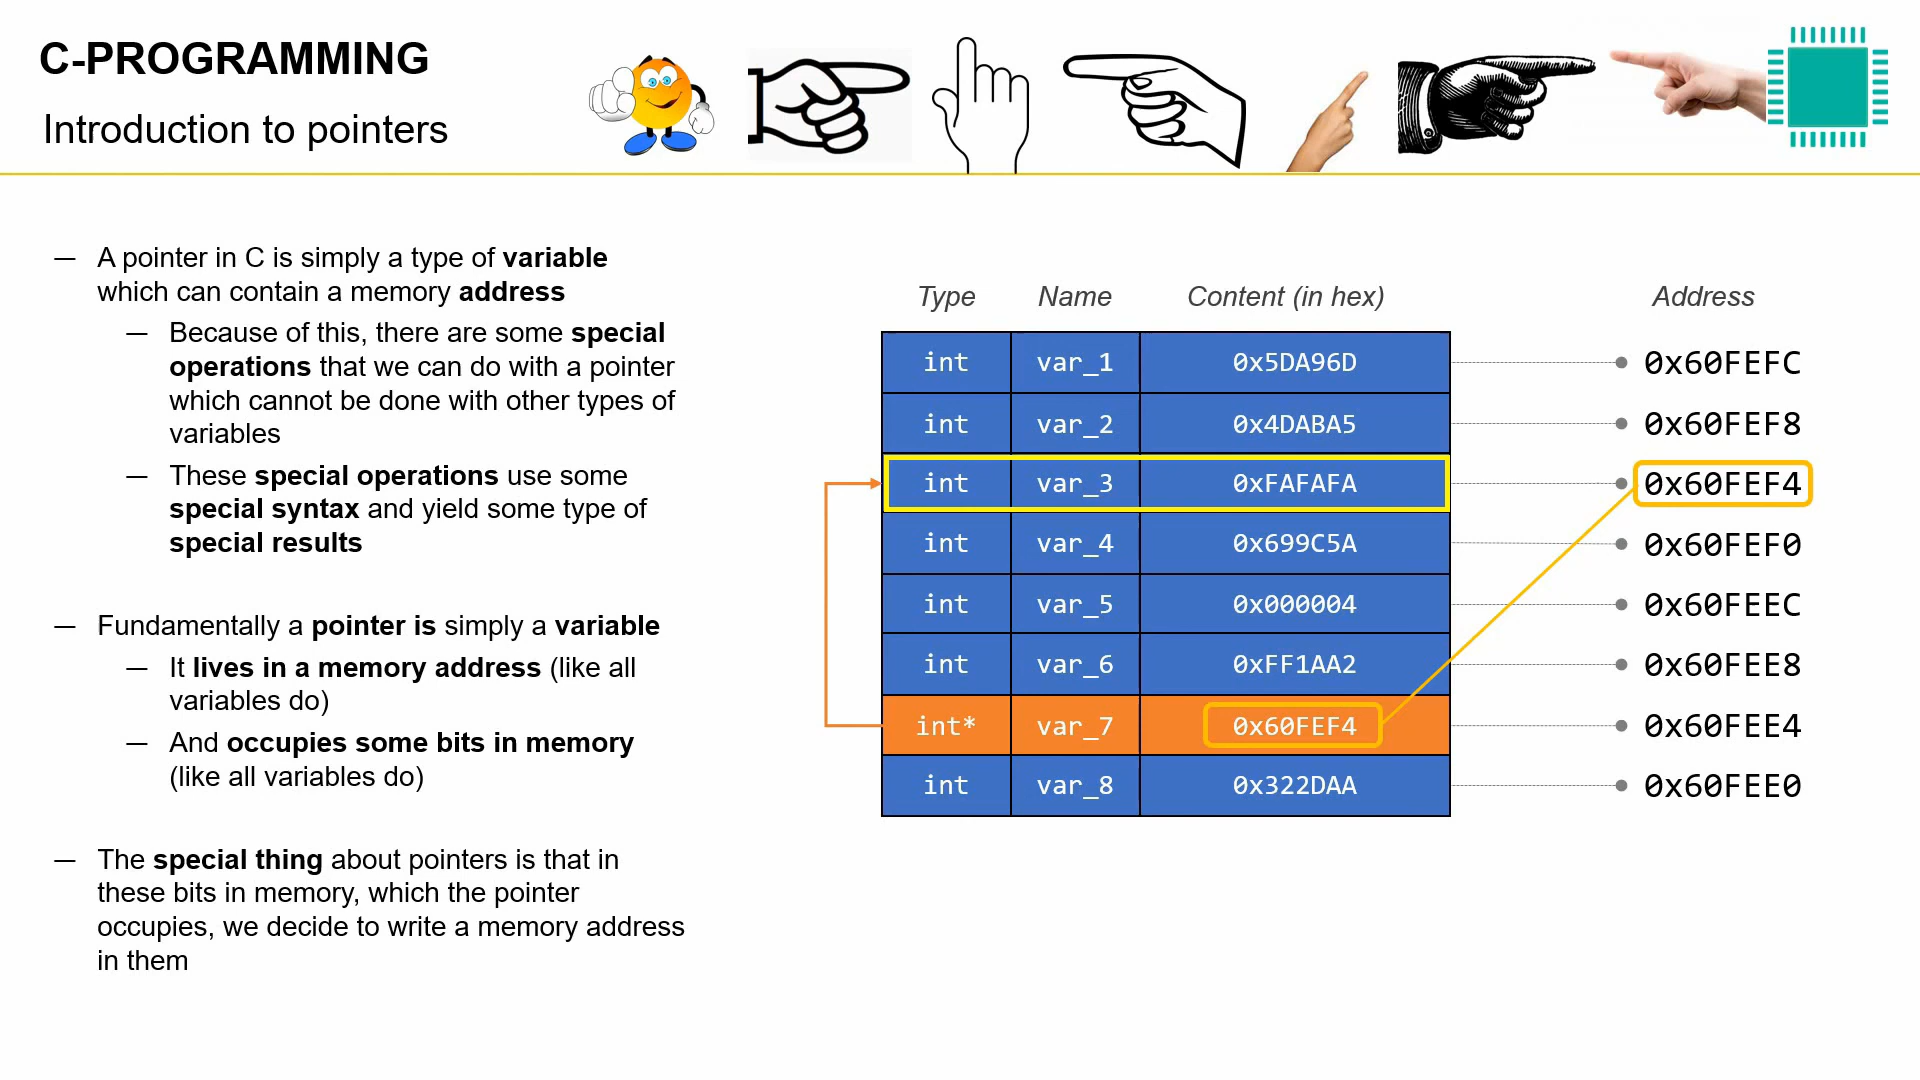 C-PROGRAMMING
Introduction to pointers
— A pointer in C is simply a type of variable
which can contain a memory address
— Because of this, there are some special
operations that we can do with a pointer
which cannot be done with other types of
variables
— These special operations use some
special syntax and yield some type of
special results
— Fundamentally a pointer is simply a variable
— It lives in a memory address (like all
variables do)
— And occupies some bits in memory
(like all variables do)
— The special thing about pointers is that in
these bits in memory, which the pointer
occupies, we decide to write a memory address
in them
Type Name Content (in hex) Address
int var_1 0x5DA96D 0x60FEFC
int var_2 0x4DABA5 0x60FEF8
int var_3 0xFAFAFA 0x60FEF4
int var_4 0x699C5A 0x60FEF0
int var_5 0x000004 0x60FEEC
int var_6 0xFF1AA2 0x60FEE8
int* var_7 0x60FEF4 0x60FEE4
int var_8 0x322DAA 0x60FEE0